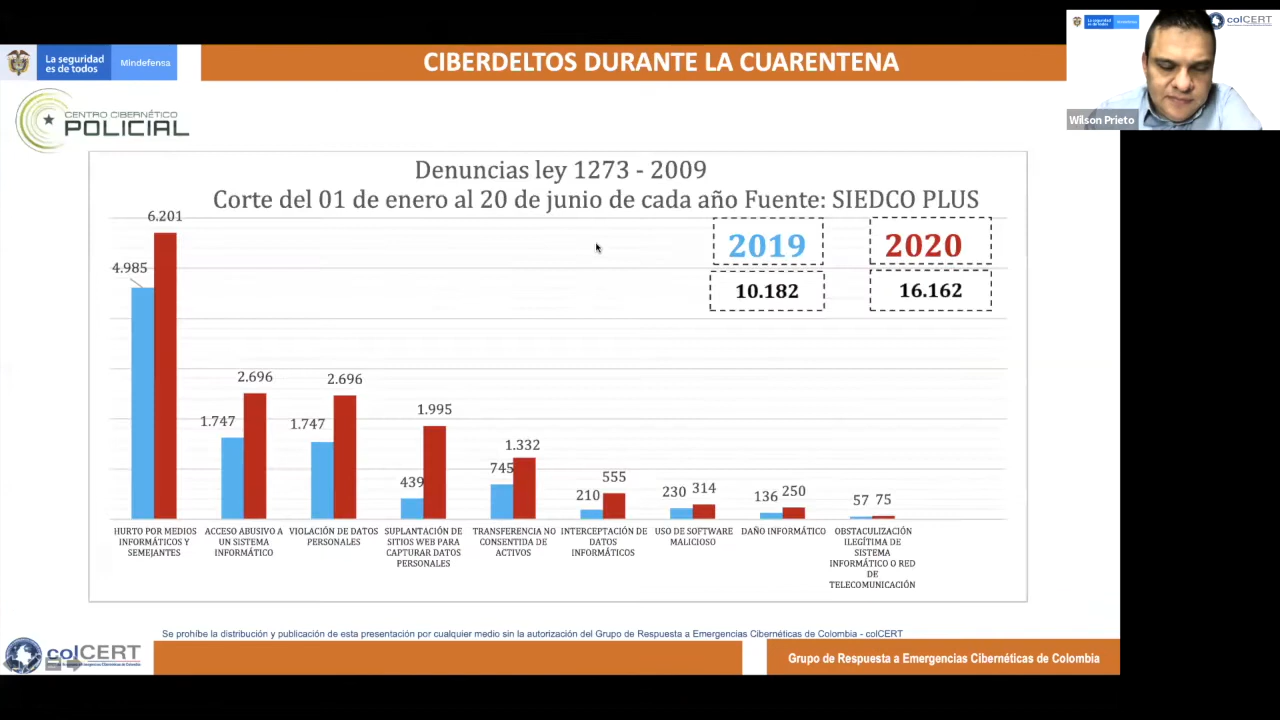 La seguridad
es de todos
Mindefensa
CIBERDELTOS DURANTE LA CUARENTENA
colCERT
Wilson Prieto
CENTRO CIBERNÉTICO
POLICIAL
Denuncias ley 1273 - 2009
Corte del 01 de enero al 20 de junio de cada año Fuente: SIEDCO PLUS
2019
2020
10.182
16.162
4.985
6.201
1.747
2.696
1.747
2.696
439
1.995
745
1.332
210
555
230
314
136
250
57
75
HURTO POR MEDIOS
INFORMÁTICOS Y
SEMEJANTES
ACCESO ABUSIVO A
UN SISTEMA
INFORMÁTICO
VIOLACIÓN DE DATOS
PERSONALES
SUPLANTACIÓN DE
SITIOS WEB PARA
CAPTURAR DATOS
PERSONALES
TRANSFERENCIA NO
CONSENTIDA DE
ACTIVOS
INTERCEPTACIÓN DE
DATOS
INFORMÁTICOS
USO DE SOFTWARE
MALICIOSO
DAÑO INFORMÁTICO
OBSTACULIZACIÓN
ILEGÍTIMA DE
SISTEMA
INFORMÁTICO O RED
DE
TELECOMUNICACIÓN
Se prohíbe la distribución y publicación de esta presentación por cualquier medio sin la autorización del Grupo de Respuesta a Emergencias Cibernéticas de Colombia - colCERT
colCERT
Grupo de Respuesta a Emergencias Cibernéticas de Colombia